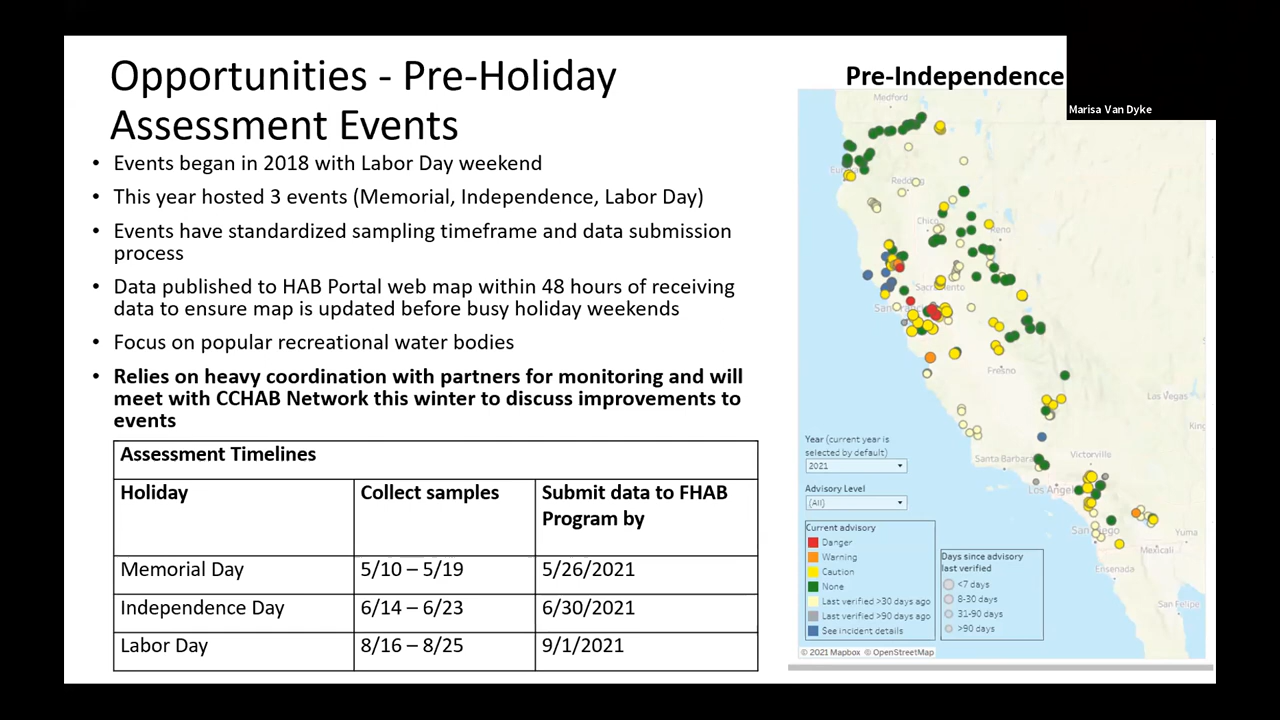 Opportunities - Pre-Holiday
Assessment Events
• Events began in 2018 with Labor Day weekend
• This year hosted 3 events (Memorial, Independence, Labor Day)
• Events have standardized sampling timeframe and data submission
process
• Data published to HAB Portal web map within 48 hours of receiving
data to ensure map is updated before busy holiday weekends
• Focus on popular recreational water bodies
• Relies on heavy coordination with partners for monitoring and will
meet with CCHAB Network this winter to discuss improvements to
events
Assessment Timelines
Holiday Collect samples Submit data to FHAB
Program by
Memorial Day 5/10 – 5/19 5/26/2021
Independence Day 6/14 – 6/23 6/30/2021
Labor Day 8/16 – 8/25 9/1/2021
Pre-Independence
Marisa Van Dyke
Medford
Redding
Chico
Reno
Fresno
Las Vegas
Santa Barbara
Victorville
Los Angel
San Diego
Yuma
Mexicali
Ensenada
San Felipe
Year (current year is
selected by default)
2021
Advisory Level
(All)
Current advisory
Danger
Warning
Caution
None
Last verified >30 days ago
Last verified >90 days ago
See incident details
Days since advisory
last verified
<7 days
8-30 days
31-90 days
>90 days
© 2021 Mapbox © OpenStreetMap